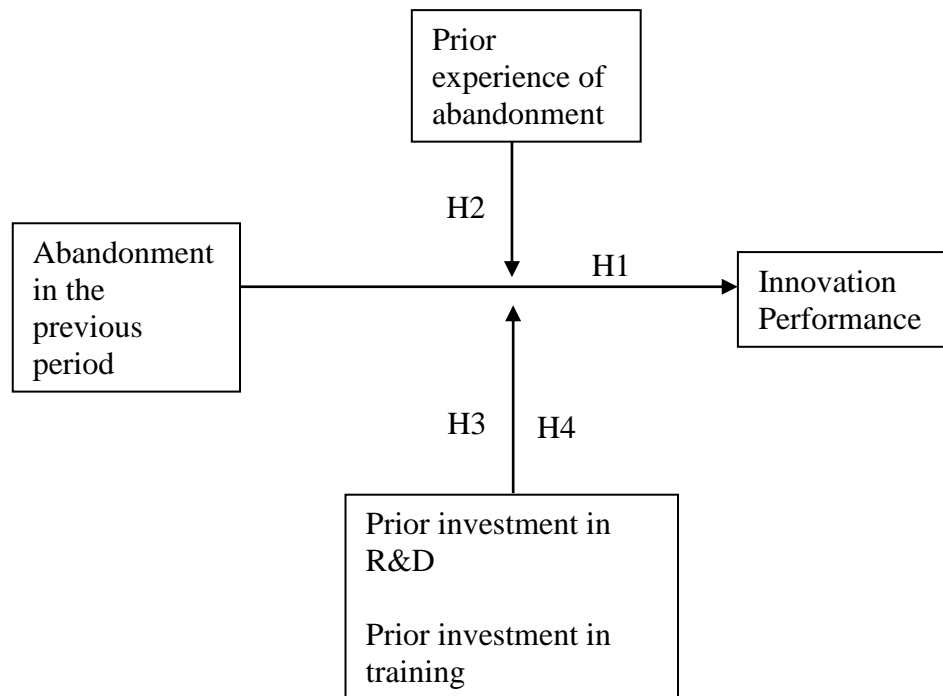 Prior
experience of
abandonment
H2
Abandonment
in the
previous
period
H1
Innovation
Performance
H3
H4
Prior investment in
R&D
Prior investment in
training